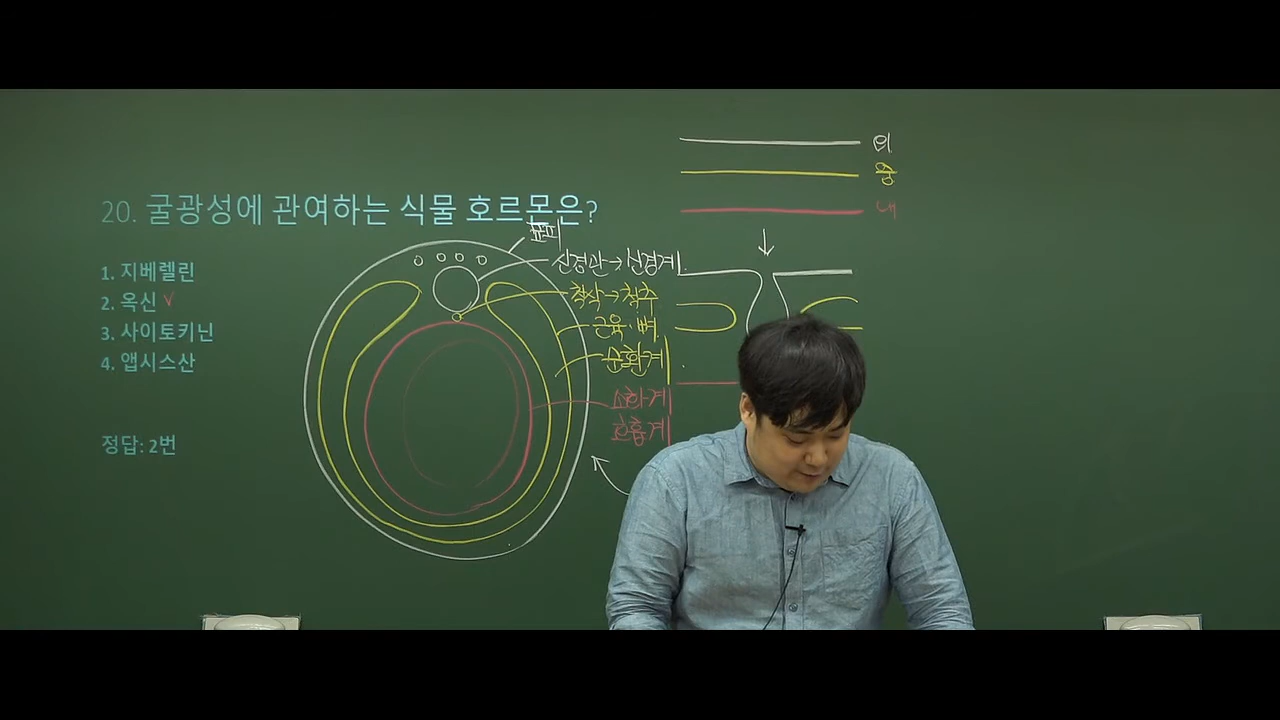 20. 굴광성에 관여하는 식물 호르몬은?
1. 지베렐린
2. 옥신 V
3. 사이토키닌
4. 앱시스산
정답: 2번
외
중
내
표피
신경관→신경계
척삭→척추
근육·뼈
순환계
소화계
호흡계